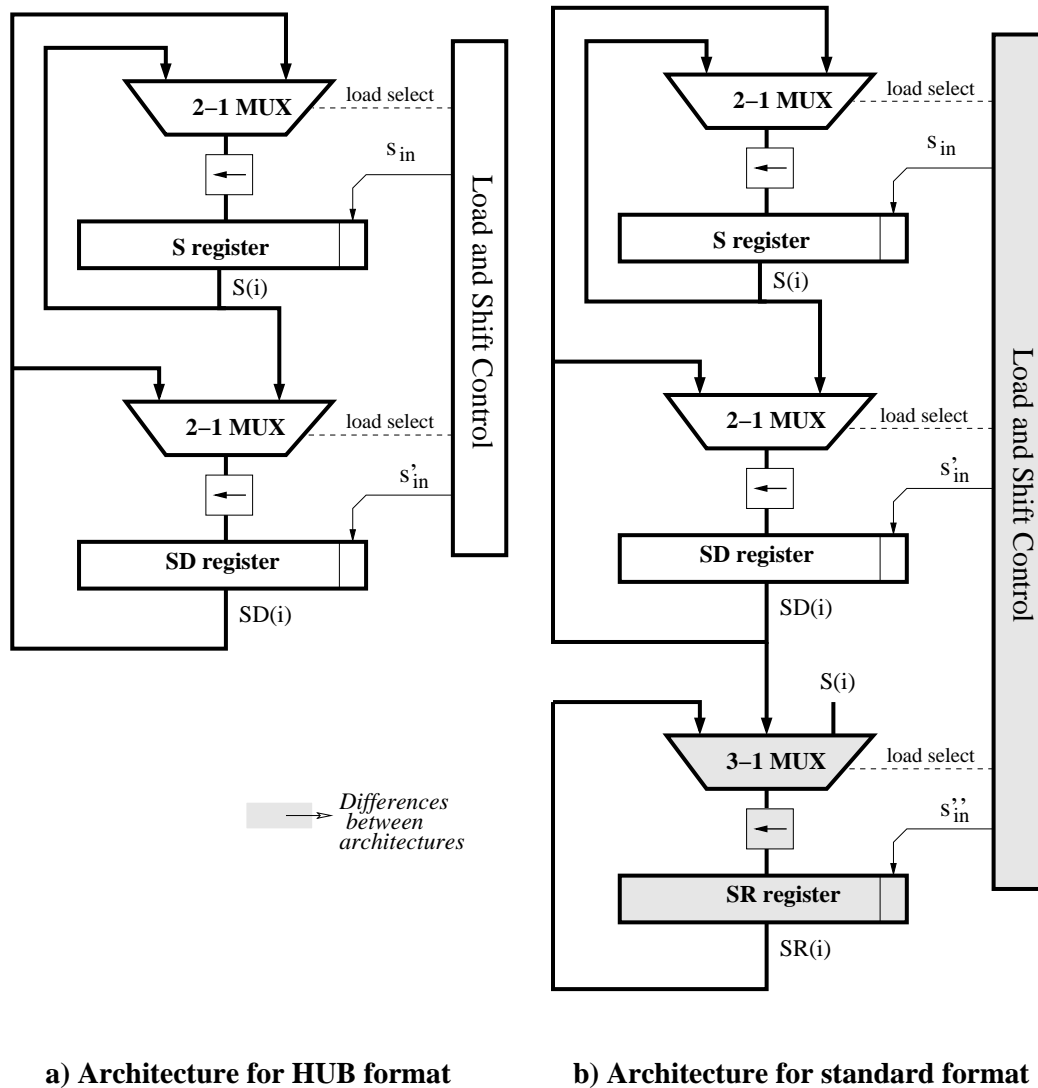 2–1 MUX
load select
s in
S register
S(i)
2–1 MUX
load select
s'in
SD register
SD(i)
Load and Shift Control
Differences
between
architectures
a) Architecture for HUB format
2–1 MUX
load select
s in
S register
S(i)
2–1 MUX
load select
s'in
SD register
SD(i)
S(i)
3–1 MUX
load select
s''in
SR register
SR(i)
Load and Shift Control
b) Architecture for standard format